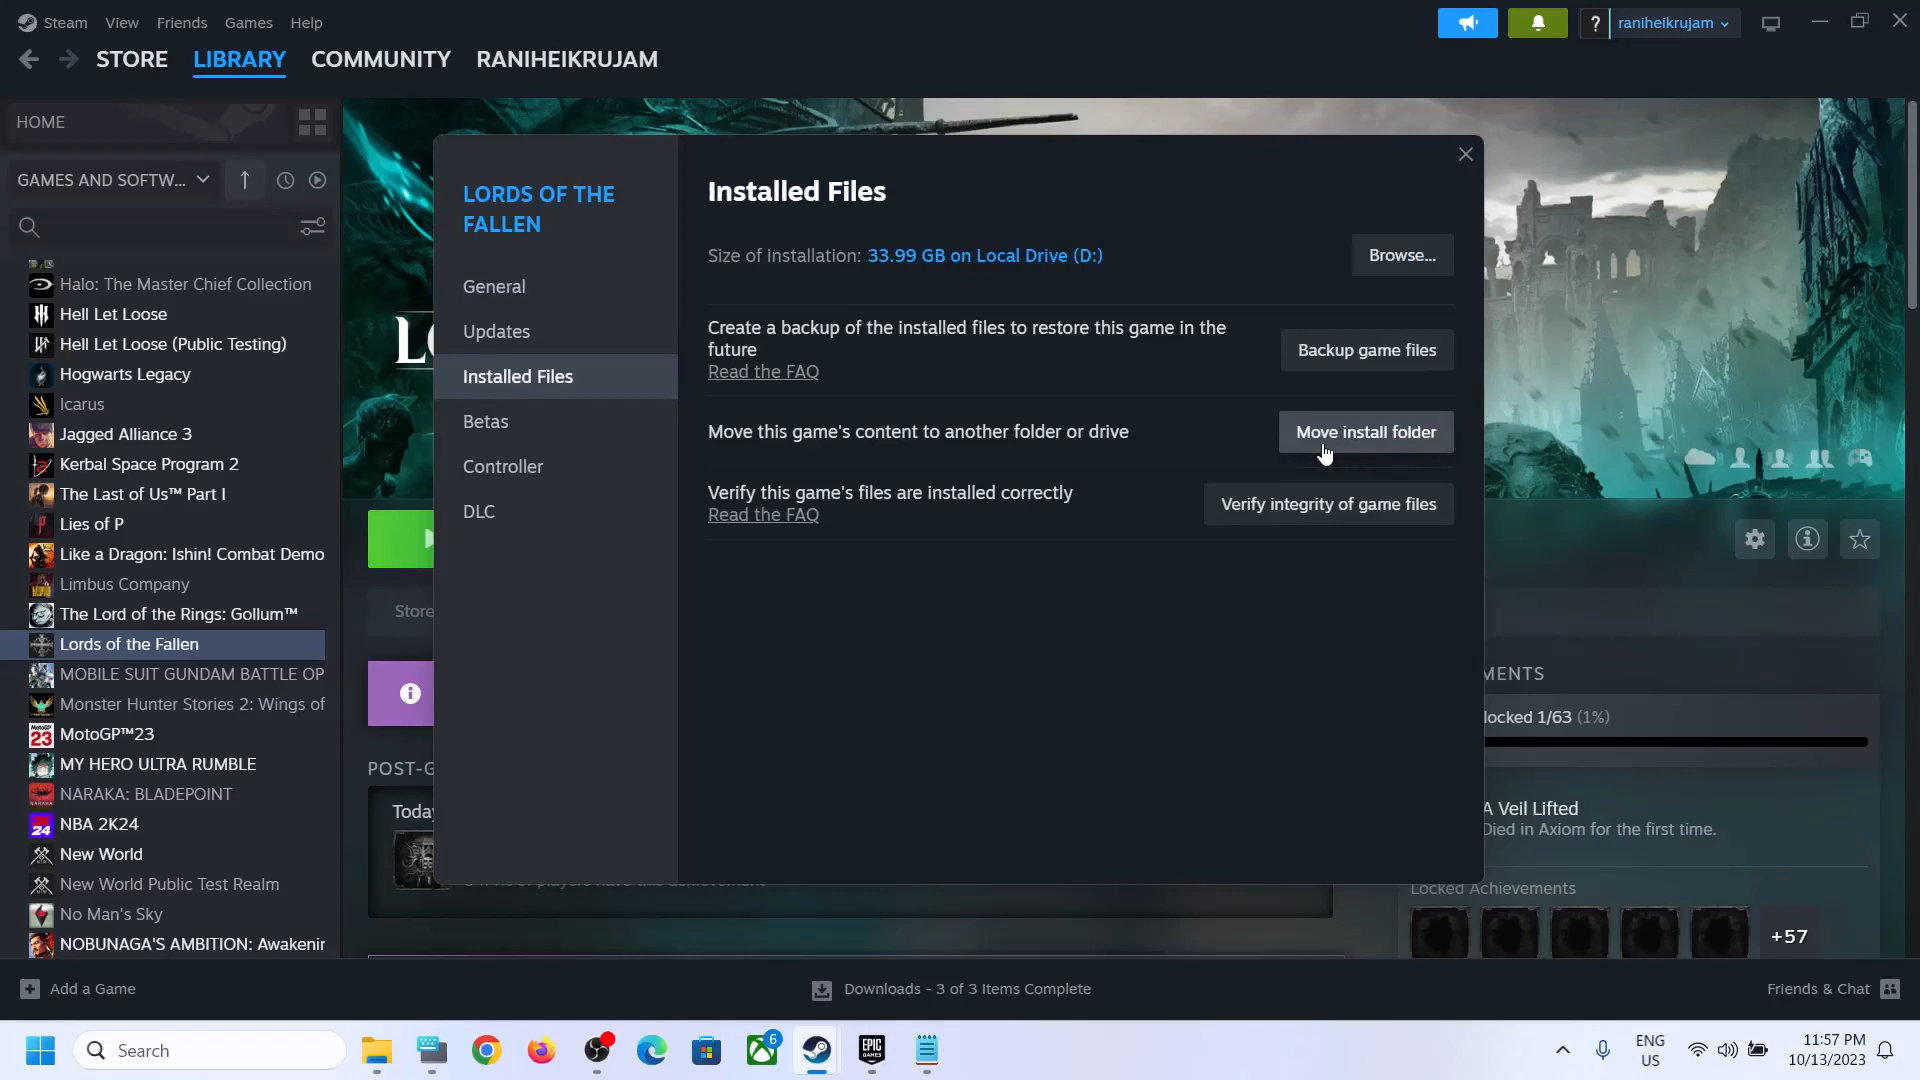 Steam View Friends Games Help
? raniheikrujam
STORE LIBRARY COMMUNITY RANIHEIKRUJAM
HOME
GAMES AND SOFTW...
Halo: The Master Chief Collection
Hell Let Loose
Hell Let Loose (Public Testing)
Hogwarts Legacy
Icarus
Jagged Alliance 3
Kerbal Space Program 2
The Last of Us™ Part I
Lies of P
Like a Dragon: Ishin! Combat Demo
Limbus Company
The Lord of the Rings: Gollum™
Lords of the Fallen
MOBILE SUIT GUNDAM BATTLE OP
Monster Hunter Stories 2: Wings of
MotoGP™23
MY HERO ULTRA RUMBLE
NARAKA: BLADEPOINT
NBA 2K24
New World
New World Public Test Realm
No Man's Sky
NOBUNAGA'S AMBITION: Awakenir
LORDS OF THE
FALLEN
General
Updates
Installed Files
Betas
Controller
DLC
Installed Files
Size of installation: 33.99 GB on Local Drive (D:)
Browse...
Create a backup of the installed files to restore this game in the
future
Read the FAQ
Backup game files
Move this game's content to another folder or drive
Move install folder
Verify this game's files are installed correctly
Read the FAQ
Verify integrity of game files
Store
POST-G
Today
MENTS
locked 1/63 (1%)
A Veil Lifted
Died in Axiom for the first time.
Locked Achievements
+57
Add a Game
Downloads - 3 of 3 Items Complete
Friends & Chat
Search
6
EPIC
GAMES
ENG
US
11:57 PM
10/13/2023